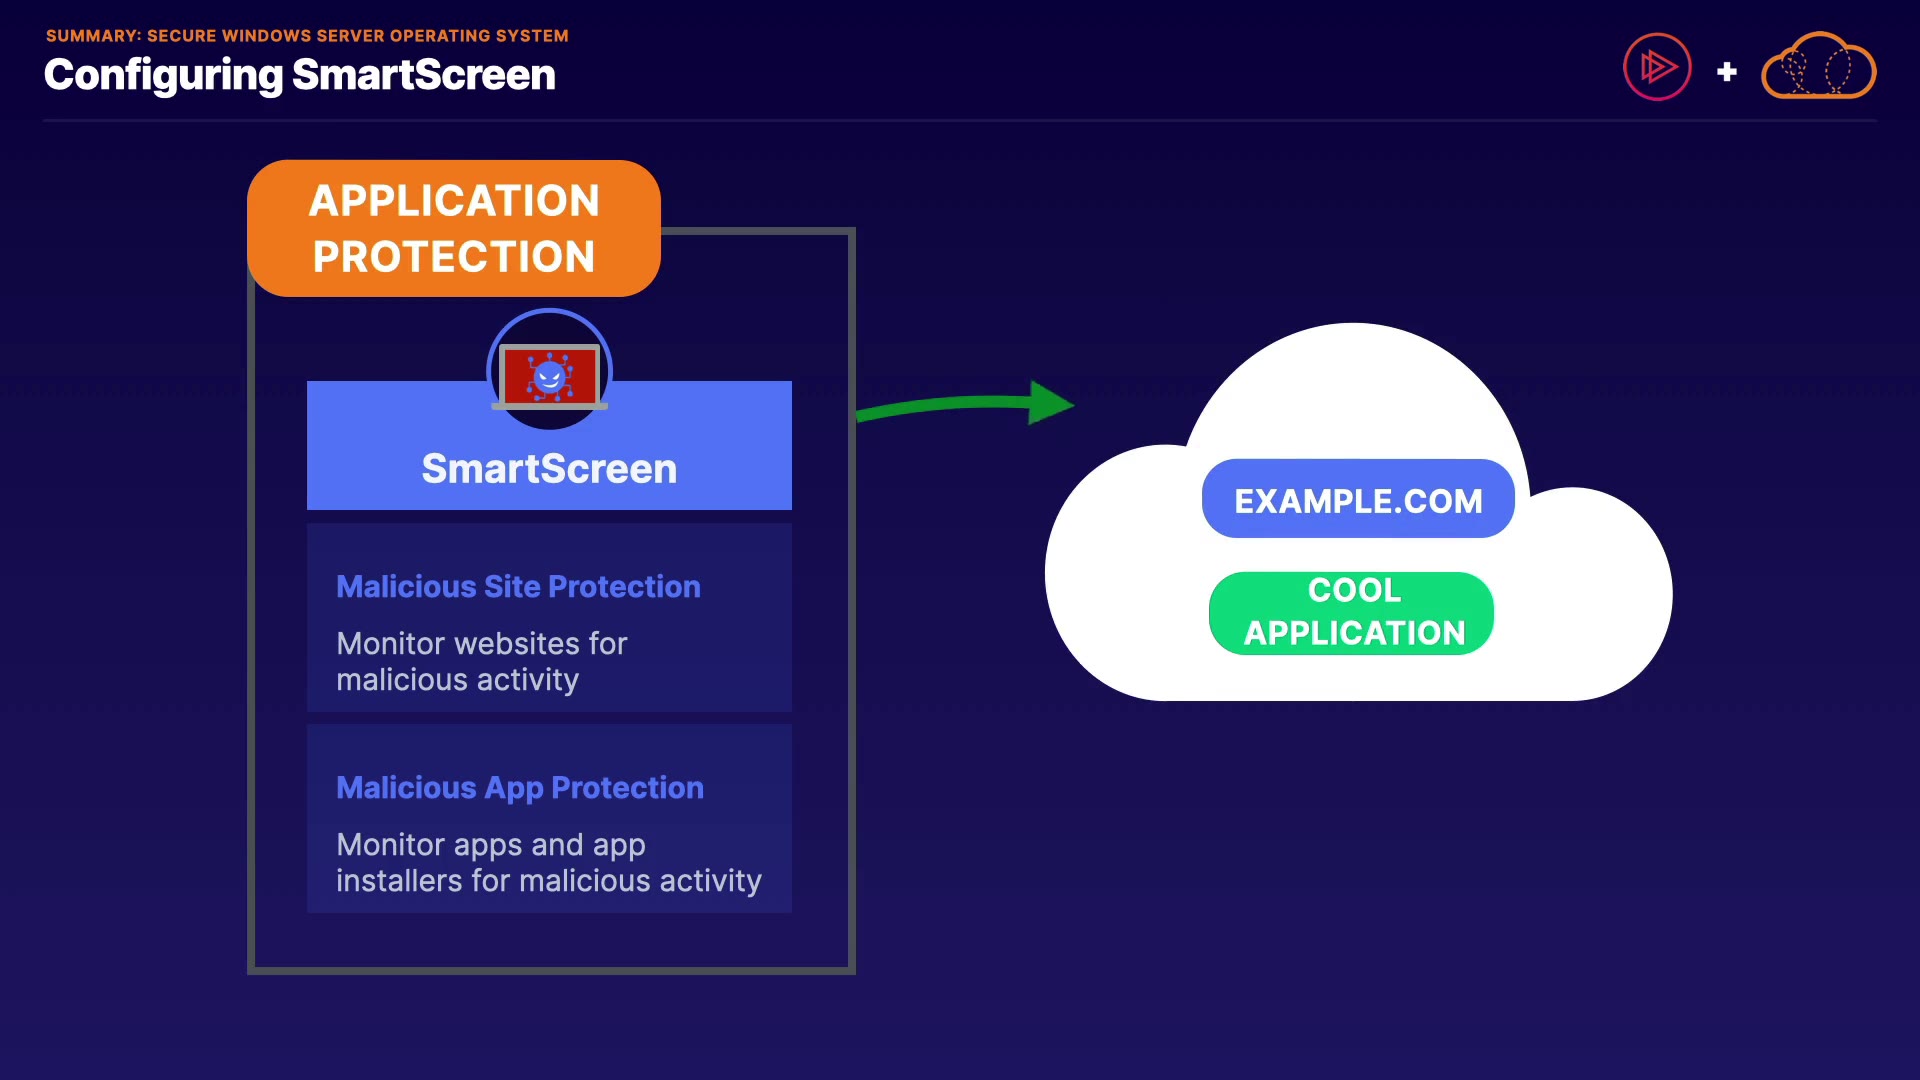 SUMMARY: SECURE WINDOWS SERVER OPERATING SYSTEM
Configuring SmartScreen
APPLICATION
PROTECTION
SmartScreen
Malicious Site Protection
Monitor websites for
malicious activity
Malicious App Protection
Monitor apps and app
installers for malicious activity
EXAMPLE.COM
COOL
APPLICATION